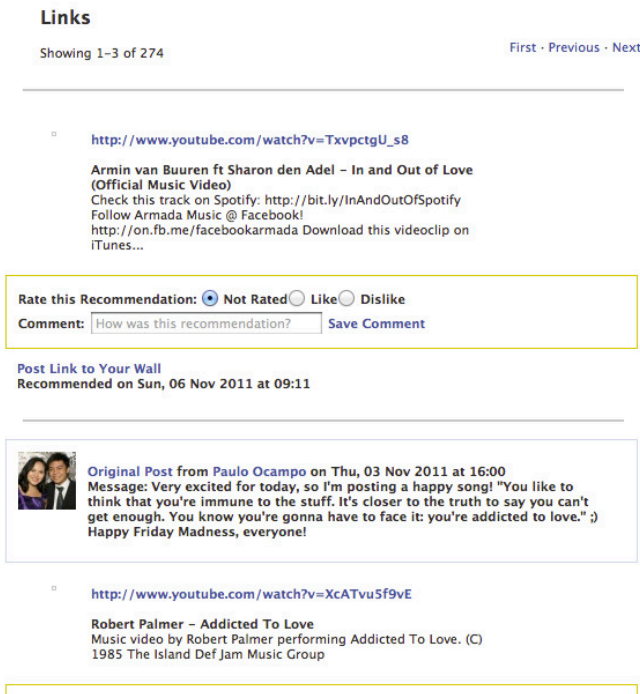 Links
Showing 1-3 of 274
First · Previous · Next
http://www.youtube.com/watch?v=TxvpctgU_s8
Armin van Buuren ft Sharon den Adel - In and Out of Love
(Official Music Video)
Check this track on Spotify: http://bit.ly/InAndOutOfSpotify
Follow Armada Music @ Facebook!
http://on.fb.me/facebookarmada Download this videoclip on
iTunes...
Rate this Recommendation: Not Rated Like Dislike
Comment: How was this recommendation? Save Comment
Post Link to Your Wall
Recommended on Sun, 06 Nov 2011 at 09:11
Original Post from Paulo Ocampo on Thu, 03 Nov 2011 at 16:00
Message: Very excited for today, so I'm posting a happy song! "You like to
think that you're immune to the stuff. It's closer to the truth to say you can't
get enough. You know you're gonna have to face it: you're addicted to love." ;)
Happy Friday Madness, everyone!
http://www.youtube.com/watch?v=XcATvu5f9vE
Robert Palmer - Addicted To Love
Music video by Robert Palmer performing Addicted To Love. (C)
1985 The Island Def Jam Music Group